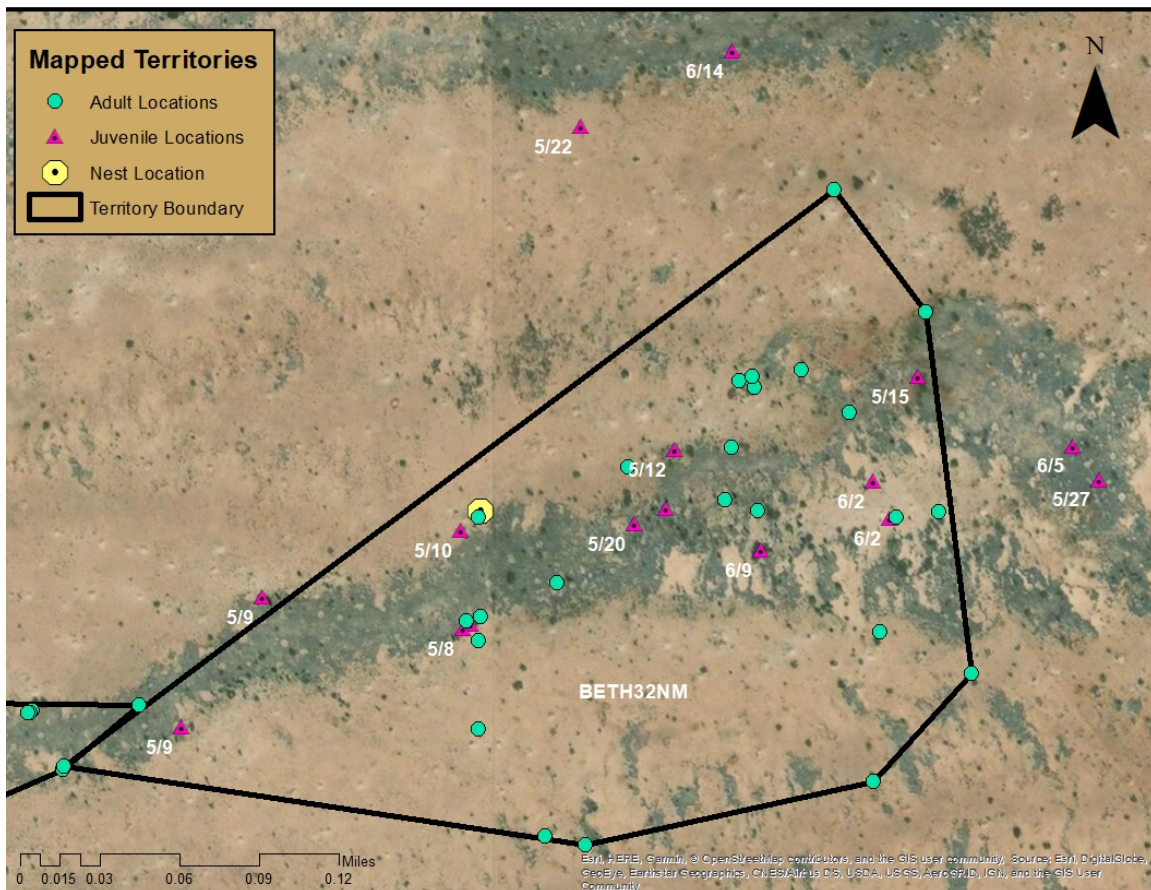 Mapped Territories
Adult Locations
Juvenile Locations
Nest Location
Territory Boundary
N
6/14
5/22
5/15
5/12
6/5
5/27
6/2
5/10
5/20
6/2
6/9
5/9
5/8
BETH32NM
5/9
Miles
0 0.015 0.03 0.06 0.09 0.12
Esri, HERE, Garmin, © OpenStreetMap contributors, and the GIS user community, Source: Esri, DigitalGlobe,
GeoEye, Earthstar Geographics, CNES/Airbus DS, USDA, USGS, AeroGRID, IGN, and the GIS User
Community